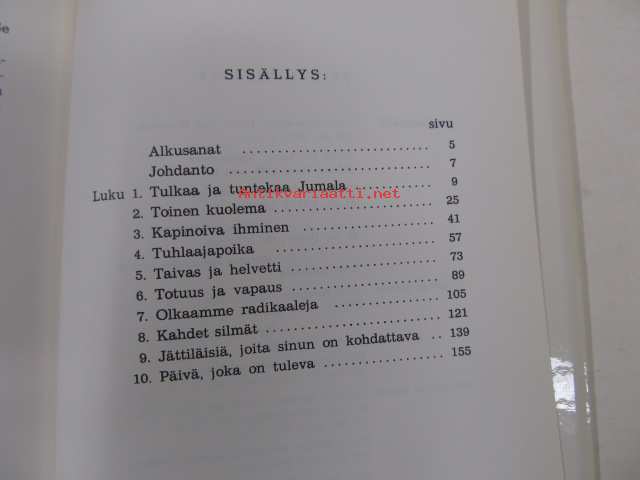 SISÄLLYS:
sivu
Alkusanat .............................. 5
Johdanto .............................. 7
Luku 1. Tulkaa ja tuntekaa Jumala .............. 9
Antikvariaatti.net
2. Toinen kuolema ........................ 25
3. Kapinoiva ihminen .................... 41
4. Tuhlaajapoika ........................ 57
5. Taivas ja helvetti ...................... 73
6. Totuus ja vapaus ...................... 89
7. Olkaamme radikaaleja ................ 105
8. Kahdet silmät ........................ 121
9. Jättiläisiä, joita sinun on kohdattava .. 139
10. Päivä, joka on tuleva .................. 155